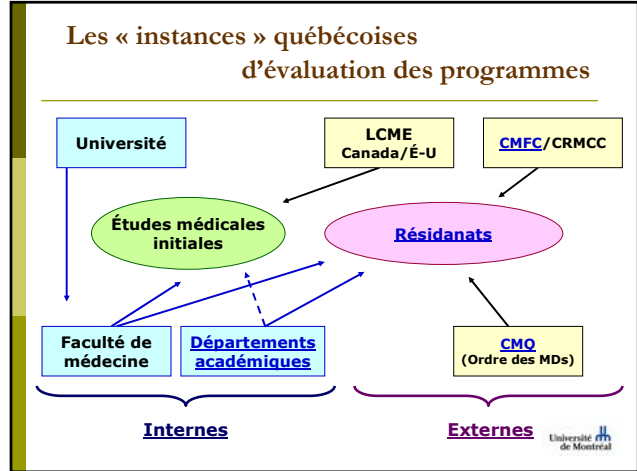 Les « instances » québécoises
d'évaluation des programmes
Université
LCME
Canada/É-U
CMFC/CRMCC
Études médicales
initiales
Résidanats
Faculté de
médecine
Départements
académiques
CMQ
(Ordre des MDs)
Internes
Externes
Université
de Montréal